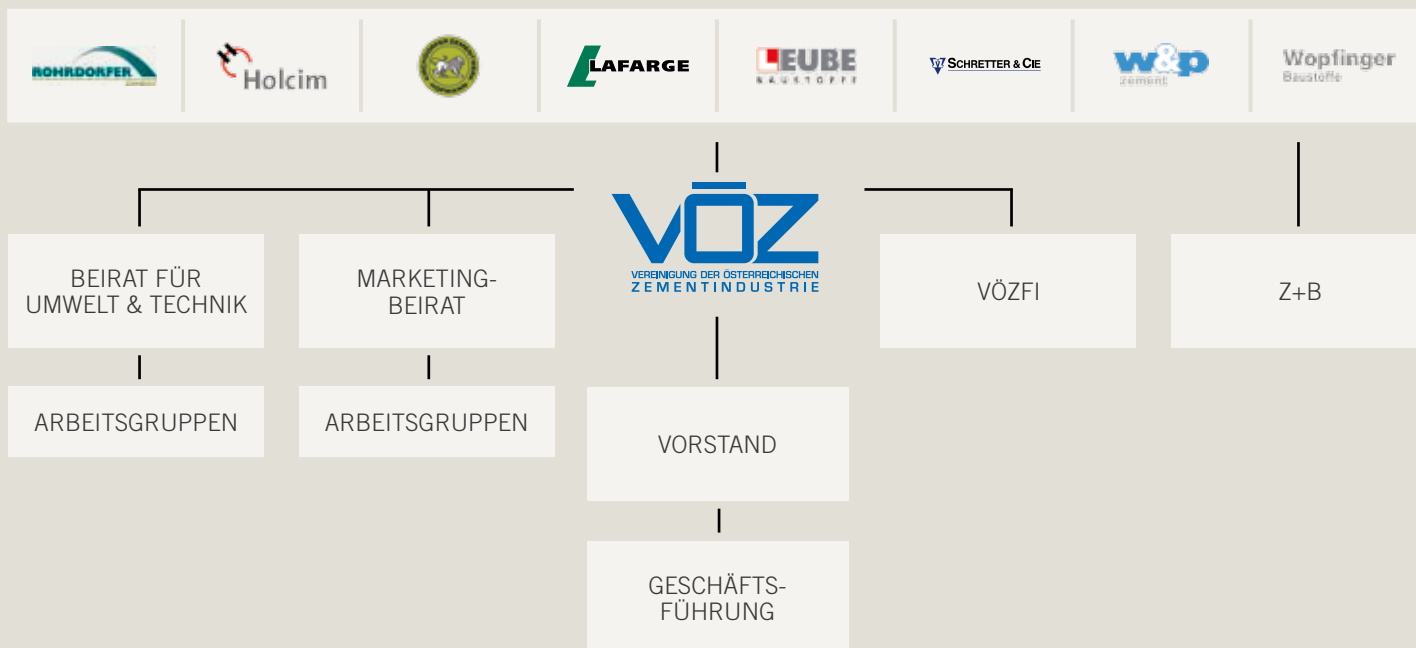 ROHRDORFER
Holcim
LAFARGE
LEUBE
BAUSTOFFE
SCHRETTER & CIE
w&p
zement
Wopfinger
Baustoffe
VÖZ
VEREINIGUNG DER ÖSTERREICHISCHEN
ZEMENTINDUSTRIE
BEIRAT FÜR
UMWELT & TECHNIK
MARKETING-
BEIRAT
VÖZFI
Z+B
ARBEITSGRUPPEN
ARBEITSGRUPPEN
VORSTAND
GESCHÄFTS-
FÜHRUNG